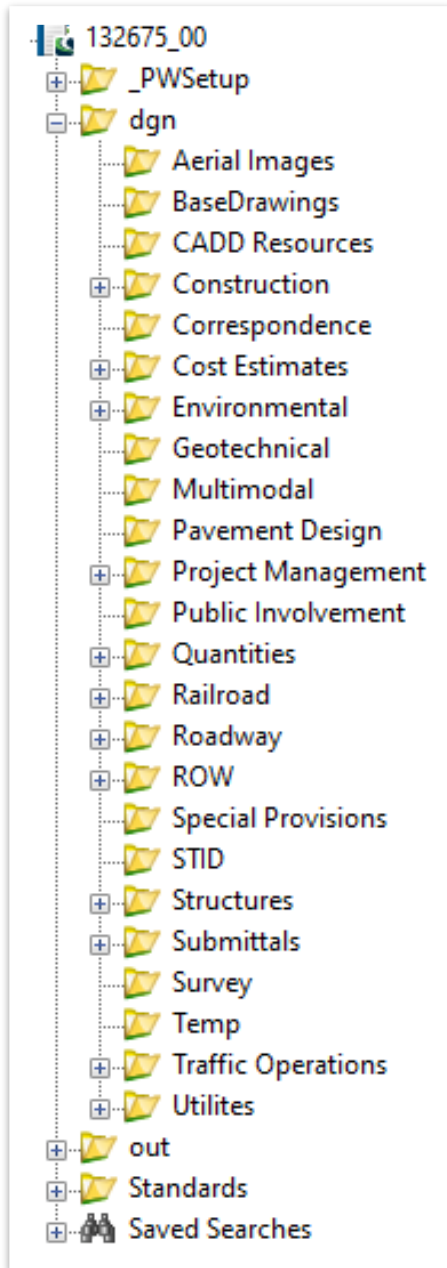 132675_00
_PWSetup
dgn
Aerial Images
BaseDrawings
CADD Resources
Construction
Correspondence
Cost Estimates
Environmental
Geotechnical
Multimodal
Pavement Design
Project Management
Public Involvement
Quantities
Railroad
Roadway
ROW
Special Provisions
STID
Structures
Submittals
Survey
Temp
Traffic Operations
Utilites
out
Standards
Saved Searches